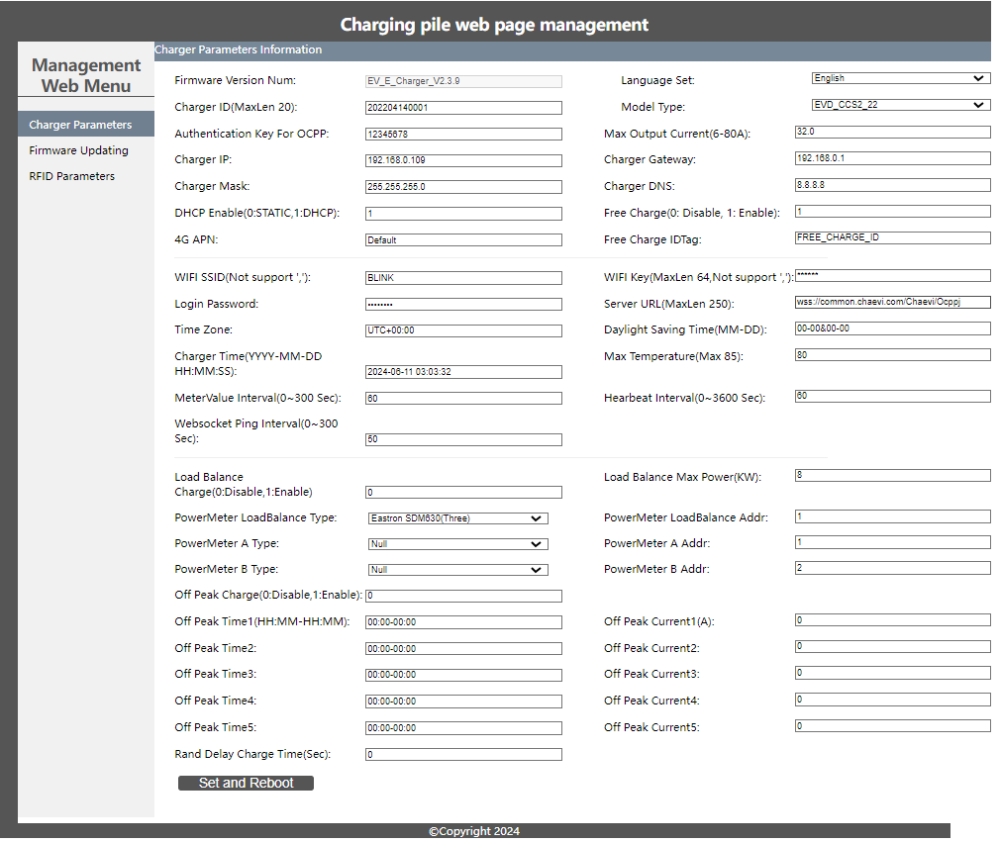 Charging pile web page management
Management
Web Menu
Charger Parameters
Firmware Updating
RFID Parameters
Charger Parameters Information
Firmware Version Num: EV_E_Charger_V2.3.9 Language Set: English
Charger ID(MaxLen 20): 202204140001 Model Type: EVD_CCS2_22
Authentication Key For OCPP: 12345678 Max Output Current(6-80A): 32.0
Charger IP: 192.168.0.109 Charger Gateway: 192.168.0.1
Charger Mask: 255.255.255.0 Charger DNS: 8.8.8.8
DHCP Enable(0:STATIC,1:DHCP): 1 Free Charge(0: Disable, 1: Enable): 1
4G APN: Default Free Charge IDTag: FREE_CHARGE_ID
WIFI SSID(Not support ','): BLINK WIFI Key(MaxLen 64,Not support ','): ******
Login Password: •••••••• Server URL(MaxLen 250): wss://common.chaevi.com/Chaevi/Ocppj
Time Zone: UTC+00:00 Daylight Saving Time(MM-DD): 00-00&00-00
Charger Time(YYYY-MM-DD
HH:MM:SS): 2024-06-11 03:03:32 Max Temperature(Max 85): 80
MeterValue Interval(0~300 Sec): 60 Hearbeat Interval(0~3600 Sec): 60
Websocket Ping Interval(0~300
Sec): 50
Load Balance
Charge(0:Disable,1:Enable) 0 Load Balance Max Power(KW): 8
PowerMeter LoadBalance Type: Eastron SDM630(Three) PowerMeter LoadBalance Addr: 1
PowerMeter A Type: Null PowerMeter A Addr: 1
PowerMeter B Type: Null PowerMeter B Addr: 2
Off Peak Charge(0:Disable,1:Enable): 0
Off Peak Time1(HH:MM-HH:MM): 00:00-00:00 Off Peak Current1(A): 0
Off Peak Time2: 00:00-00:00 Off Peak Current2: 0
Off Peak Time3: 00:00-00:00 Off Peak Current3: 0
Off Peak Time4: 00:00-00:00 Off Peak Current4: 0
Off Peak Time5: 00:00-00:00 Off Peak Current5: 0
Rand Delay Charge Time(Sec): 0
Set and Reboot
©Copyright 2024